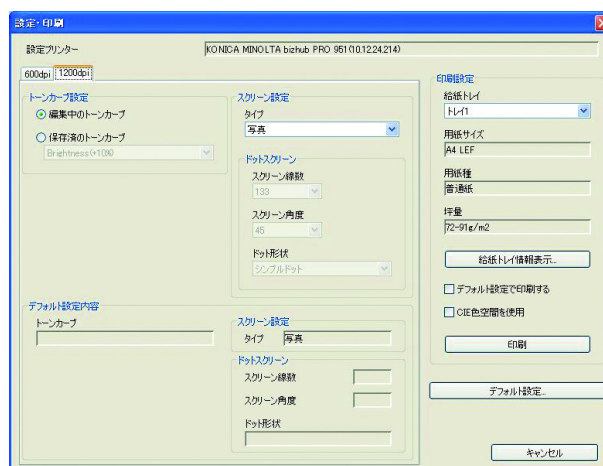 設定・印刷
設定プリンター
KONICA MINOLTA bizhub PRO 951(10.12.24.214)
600dpi 1200dpi
トーンカーブ設定
編集中のトーンカーブ
保存済のトーンカーブ
Brightness(+10%)
スクリーン設定
タイプ
写真
ドットスクリーン
スクリーン線数
133
スクリーン角度
45
ドット形状
シンプルドット
デフォルト設定内容
トーンカーブ
スクリーン設定
タイプ 写真
ドットスクリーン
スクリーン線数
スクリーン角度
ドット形状
印刷設定
給紙トレイ
トレイ1
用紙サイズ
A4 LEF
用紙種
普通紙
坪量
72-91g/m2
給紙トレイ情報表示...
デフォルト設定で印刷する
CIE色空間を使用
印刷
デフォルト設定...
キャンセル